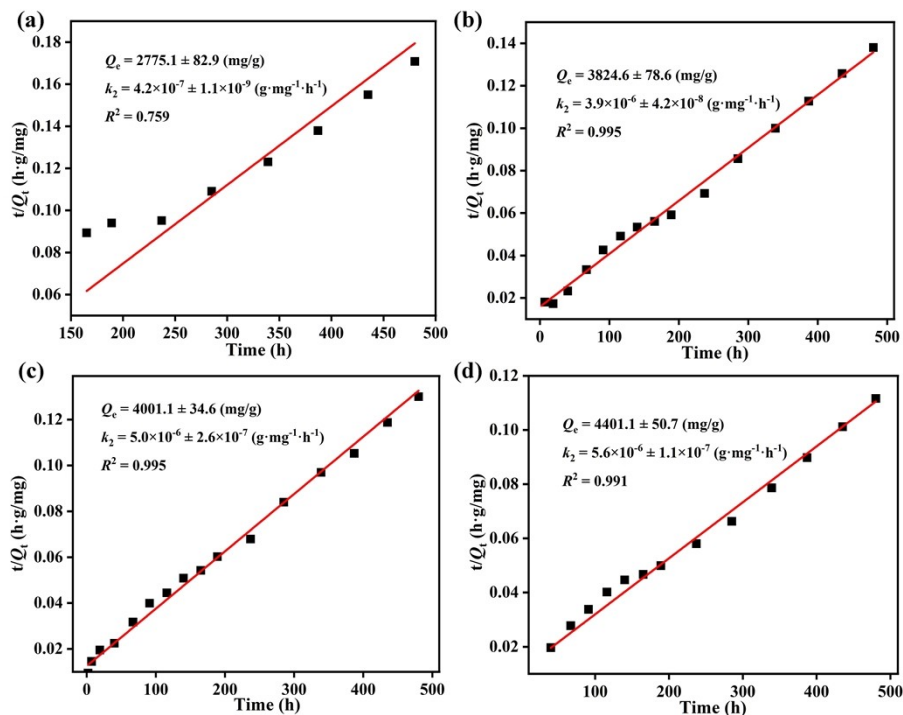 (a)
Qe = 2775.1 ± 82.9 (mg/g)
k2 = 4.2×10-7 ± 1.1×10-9 (g·mg-1·h-1)
R2 = 0.759
0.18
0.16
0.14
0.12
0.10
0.08
0.06
t/Qt (h·g/mg)
150 200 250 300 350 400 450 500
Time (h)
(b)
Qe = 3824.6 ± 78.6 (mg/g)
k2 = 3.9×10-6 ± 4.2×10-8 (g·mg-1·h-1)
R2 = 0.995
0.14
0.12
0.10
0.08
0.06
0.04
0.02
t/Qt (h·g/mg)
0 100 200 300 400 500
Time (h)
(c)
Qe = 4001.1 ± 34.6 (mg/g)
k2 = 5.0×10-6 ± 2.6×10-7 (g·mg-1·h-1)
R2 = 0.995
0.12
0.10
0.08
0.06
0.04
0.02
t/Qt (h·g/mg)
0 100 200 300 400 500
Time (h)
(d)
Qe = 4401.1 ± 50.7 (mg/g)
k2 = 5.6×10-6 ± 1.1×10-7 (g·mg-1·h-1)
R2 = 0.991
0.12
0.10
0.08
0.06
0.04
0.02
t/Qt (h·g/mg)
100 200 300 400 500
Time (h)